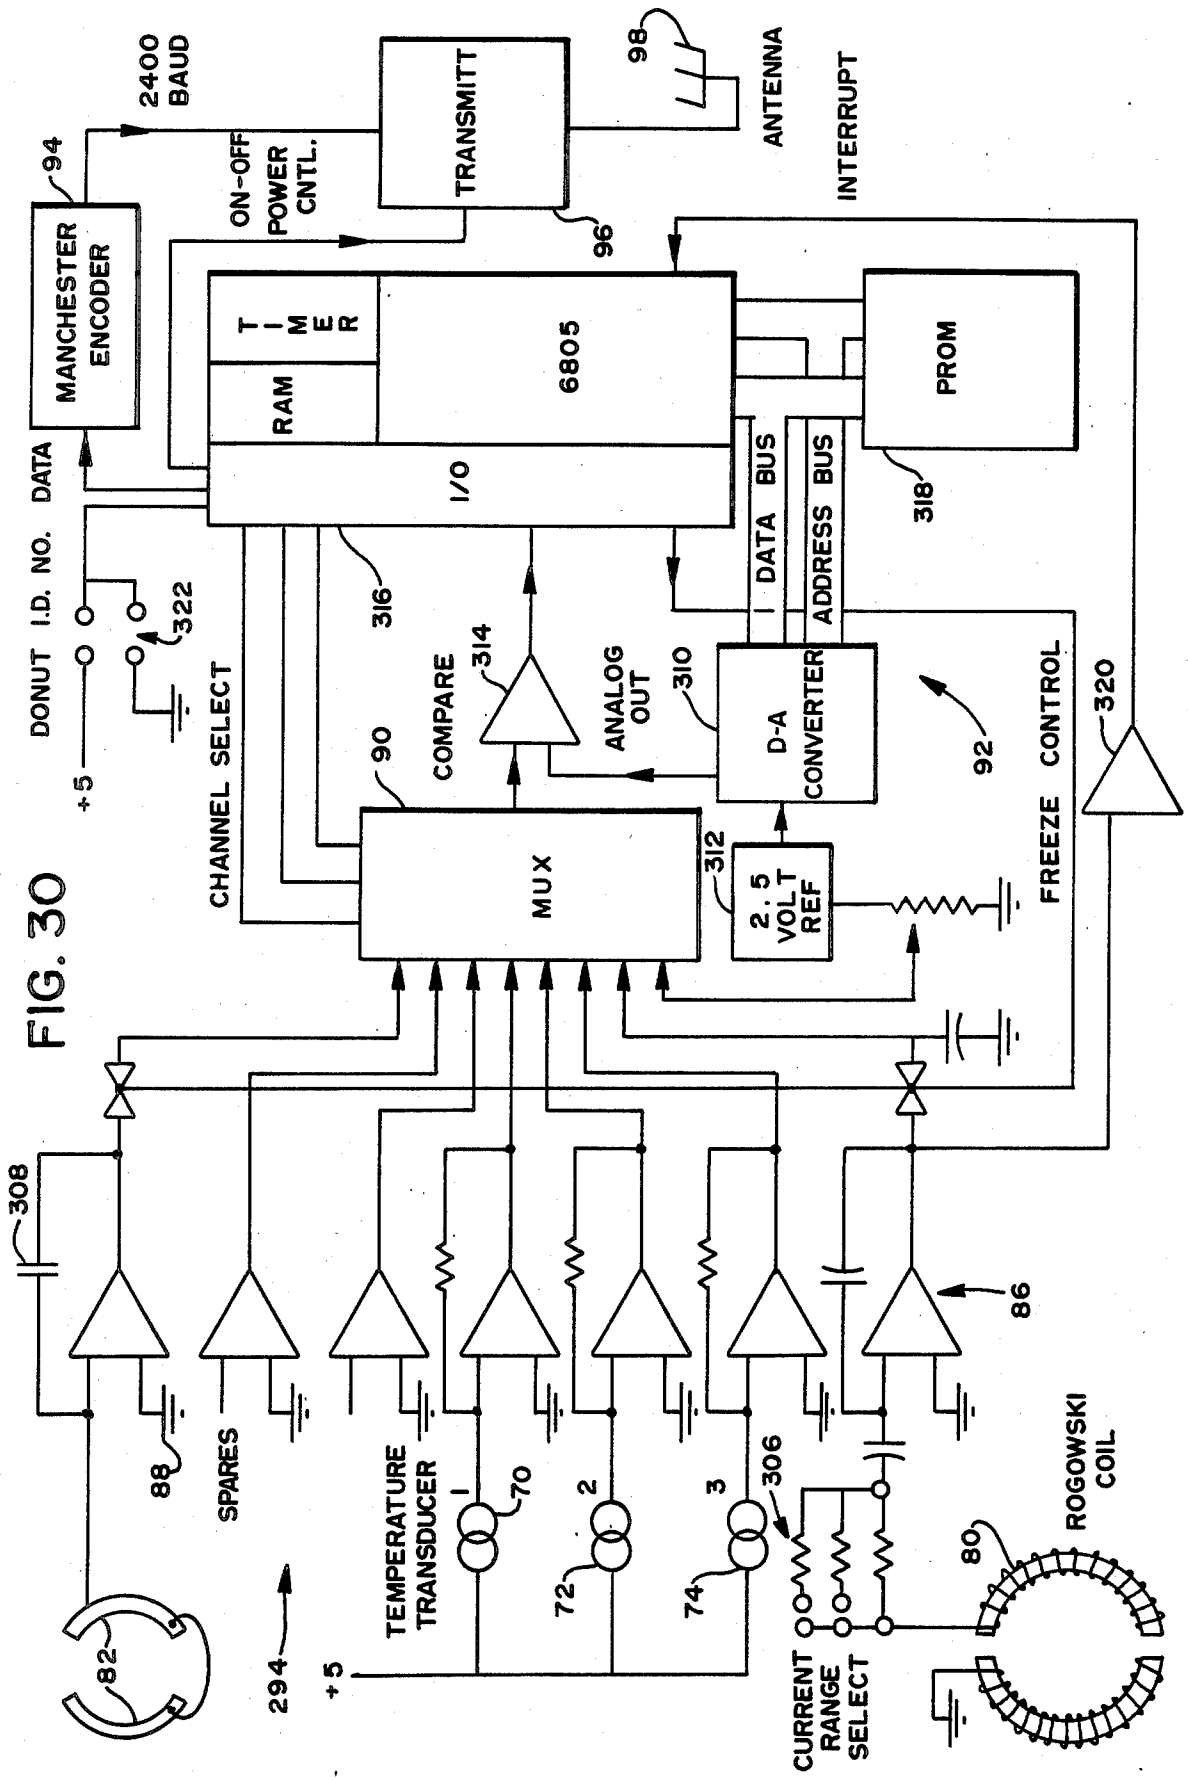 FIG. 30
DONUT I.D. NO. DATA
+5
322
MANCHESTER
ENCODER
94
2400
BAUD
ON-OFF
POWER
CNTL.
TRANSMITT
96
98
ANTENNA
INTERRUPT
CHANNEL SELECT
316
I/O
RAM
TIMER
6805
PROM
318
DATA BUS
ADDRESS BUS
COMPARE
314
ANALOG
OUT
310
D-A
CONVERTER
92
90
MUX
312
2.5
VOLT
REF
FREEZE CONTROL
320
308
82
88
SPARES
294
+5
TEMPERATURE
TRANSDUCER
1
70
2
72
3
74
306
86
CURRENT
RANGE
SELECT
80
ROGOWSKI
COIL